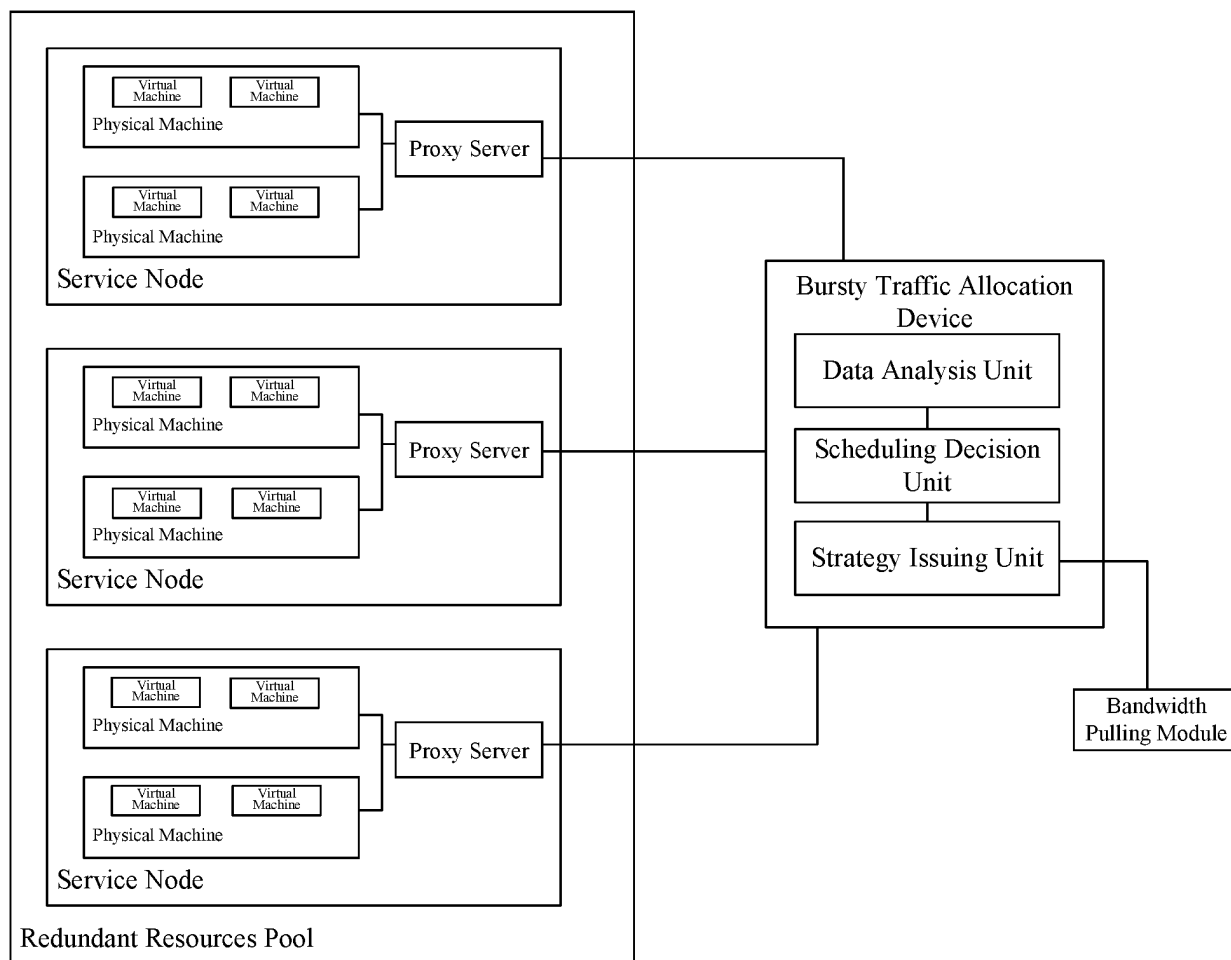 Virtual
Machine
Virtual
Machine
Physical Machine
Virtual
Machine
Virtual
Machine
Physical Machine
Proxy Server
Service Node
Virtual
Machine
Virtual
Machine
Physical Machine
Virtual
Machine
Virtual
Machine
Physical Machine
Proxy Server
Service Node
Virtual
Machine
Virtual
Machine
Physical Machine
Virtual
Machine
Virtual
Machine
Physical Machine
Proxy Server
Service Node
Redundant Resources Pool
Bursty Traffic Allocation
Device
Data Analysis Unit
Scheduling Decision
Unit
Strategy Issuing Unit
Bandwidth
Pulling Module